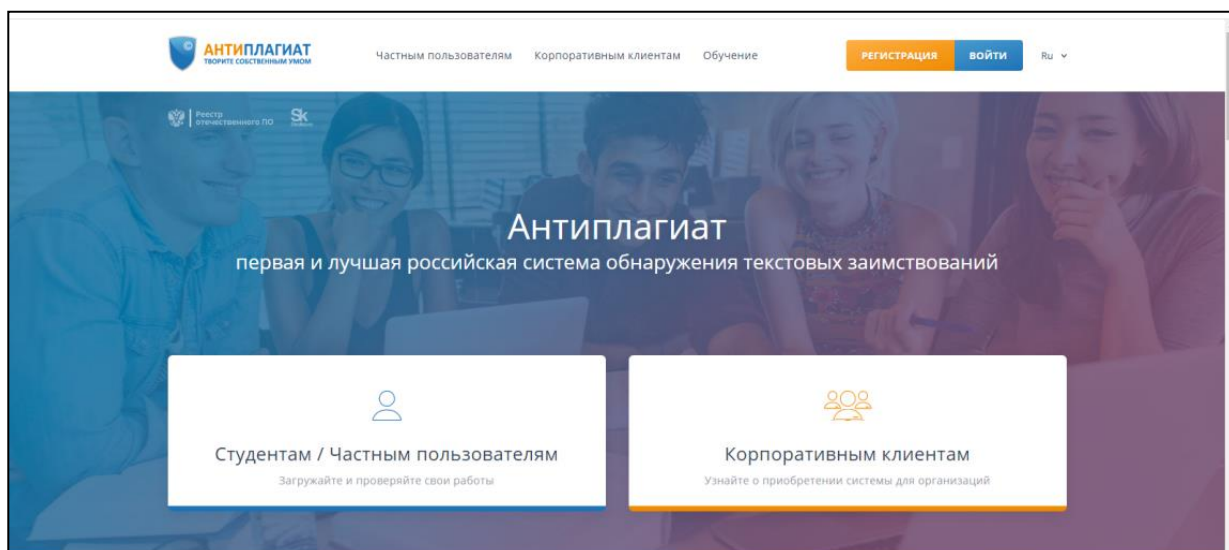 ©
АНТИПЛАГИАТ
ТВОРИТЕ СОБСТВЕННЫМ УМОМ
Частным пользователям Корпоративным клиентам Обучение
РЕГИСТРАЦИЯ ВОЙТИ Ru
Реестр
отечественного ПО
Sk
Антиплагиат
первая и лучшая российская система обнаружения текстовых заимствований
Студентам / Частным пользователям
Загружайте и проверяйте свои работы
Корпоративным клиентам
Узнайте о приобретении системы для организаций